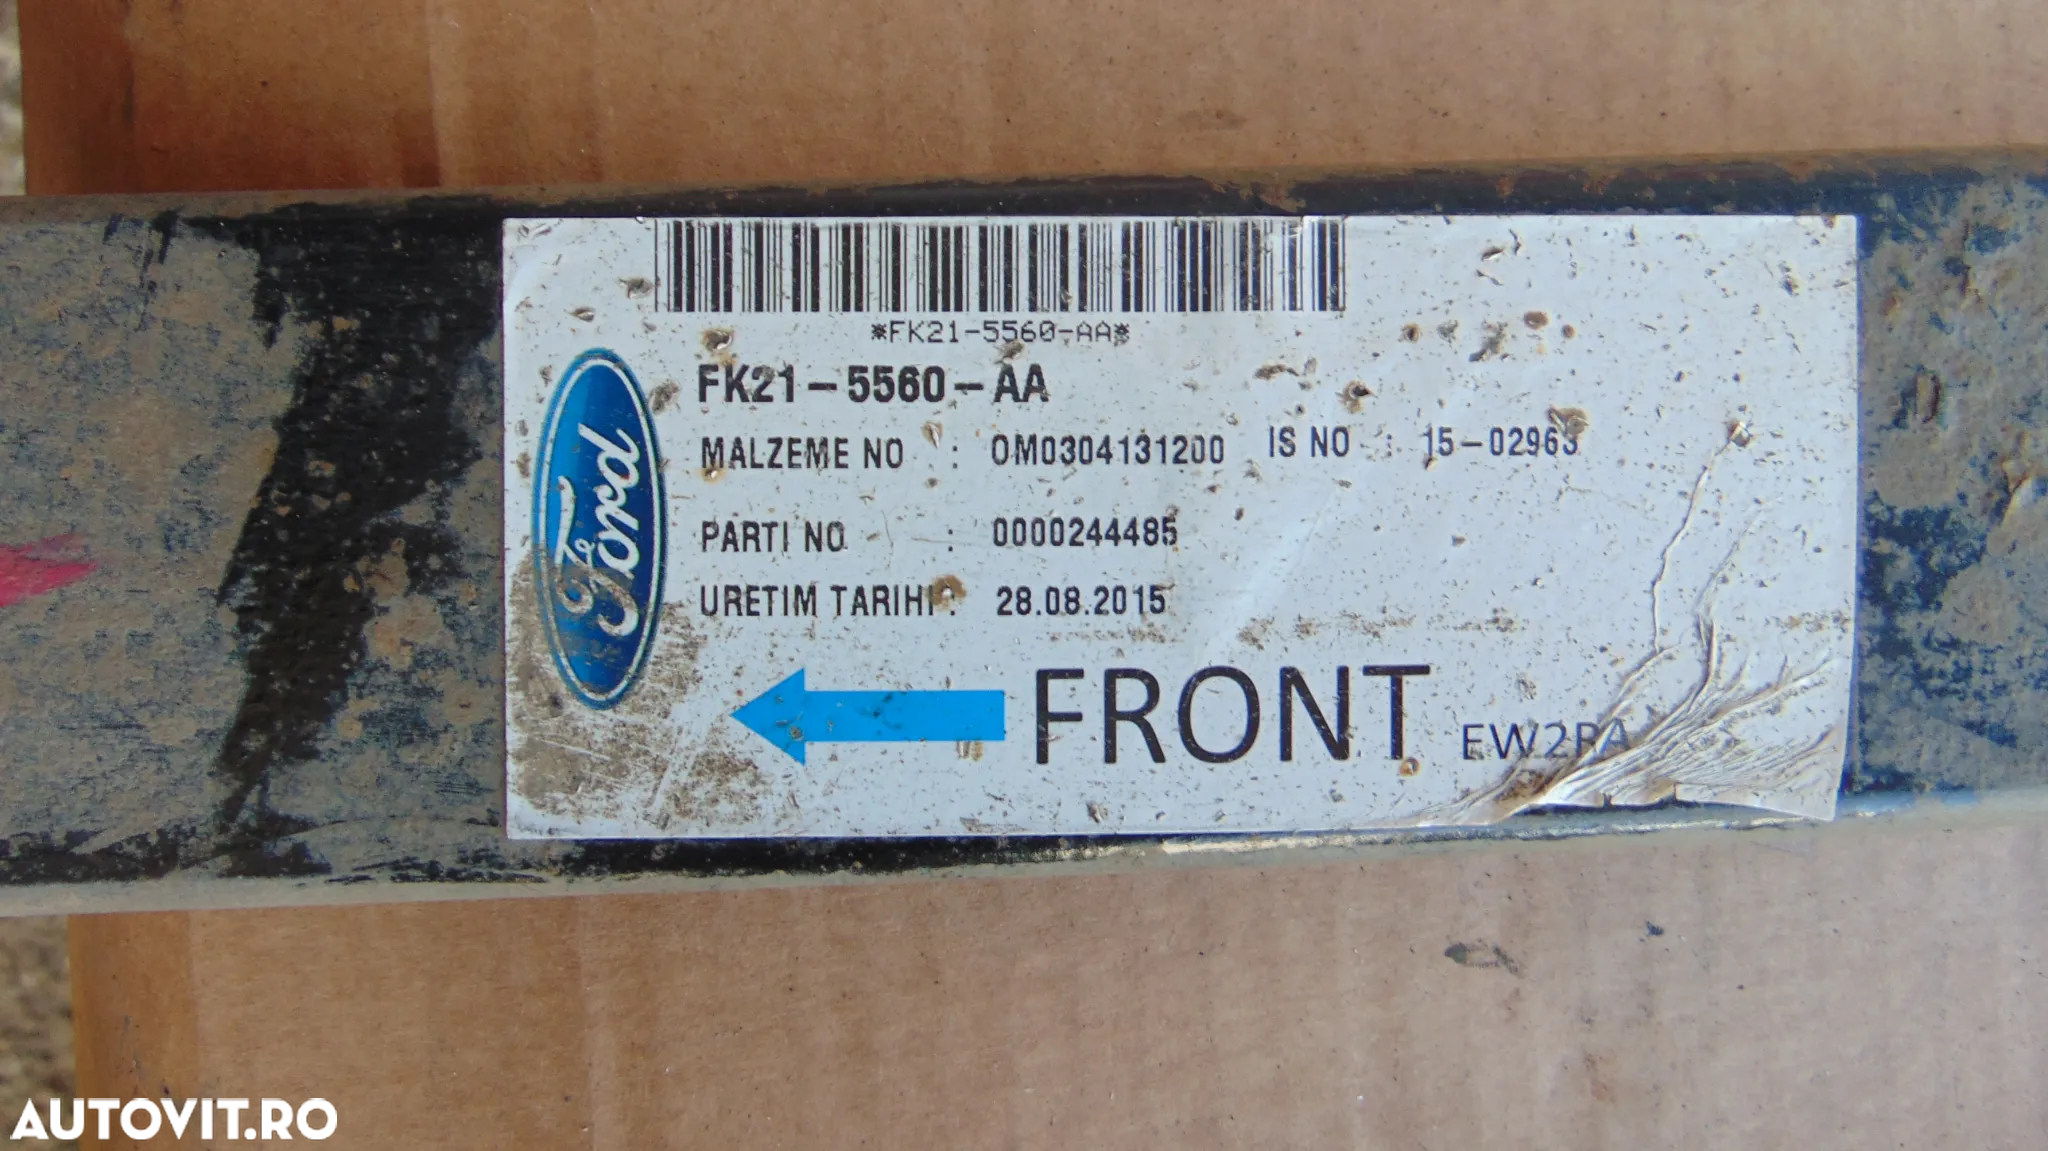 *FK21-5560-AA*
FK21-5560-AA
MALZEME NO : 0M0304131200 IS NO : 15-02963
PARTI NO : 0000244485
URETIM TARIHI : 28.08.2015
Ford
FRONT EW2RA
AUTOVIT.RO